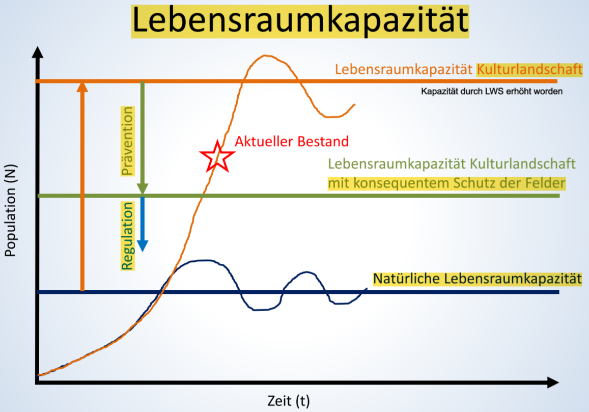 Lebensraumkapazität
Lebensraumkapazität Kulturlandschaft
Kapazität durch LWS erhöht worden
Prävention
Aktueller Bestand
Lebensraumkapazität Kulturlandschaft
mit konsequentem Schutz der Felder
Regulation
Natürliche Lebensraumkapazität
Population (N)
Zeit (t)